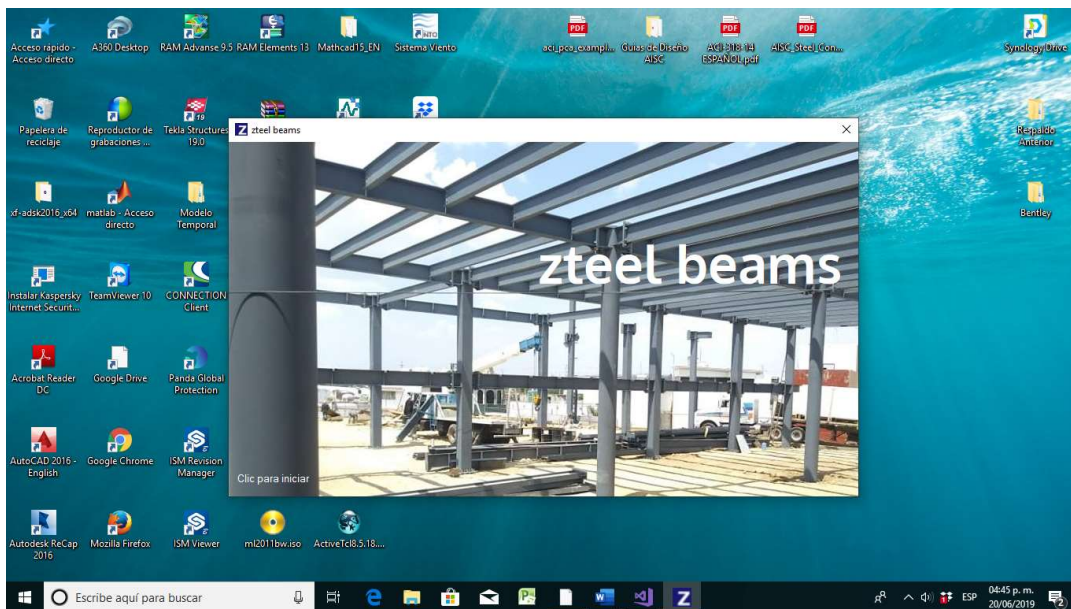 Acceso rápido -
Acceso directo
A360 Desktop
RAM Advanse 9.5
RAM Elements 13
Mathcad15_EN
Sistema Viento
aci_pca_exampl...
Guias de Diseño
AISC
ACI-318-14
ESPAÑOL.pdf
AISC_Steel_Con...
Synology Drive
Papelera de
reciclaje
Reproductor de
grabaciones ...
Tekla Structures
19.0
zteel beams
Respaldo
Anterior
xf-adsk2016_x64
matlab - Acceso
directo
Modelo
Temporal
Bentley
zteel beams
Instalar Kaspersky
Internet Securit...
TeamViewer 10
CONNECTION
Client
Acrobat Reader
DC
Google Drive
Panda Global
Protection
AutoCAD 2016 -
English
Google Chrome
ISM Revision
Manager
Clic para iniciar
Autodesk ReCap
2016
Mozilla Firefox
ISM Viewer
ml2011bw.iso
ActiveTcl8.5.18....
Escribe aquí para buscar
ESP
04:45 p. m.
20/06/2019
2